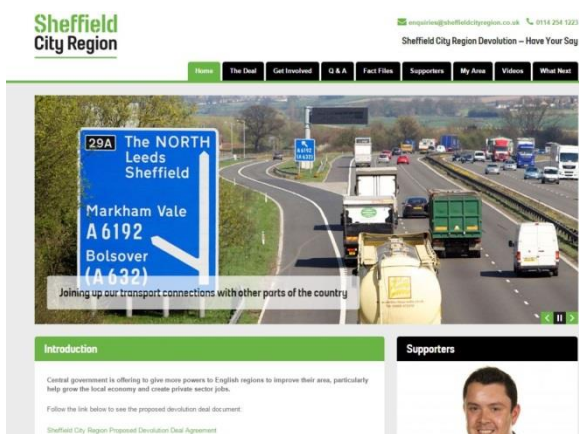 Sheffield
City Region
enquiries@sheffieldcityregion.co.uk 0114 254 1223
Sheffield City Region Devolution – Have Your Say
Home The Deal Get Involved Q & A Fact Files Supporters My Area Videos What Next
29A The NORTH
Leeds
Sheffield
Markham Vale
A 6192
Bolsover
(A 632)
A 6192
(A 632)
Joining up our transport connections with other parts of the country
Introduction
Central government is offering to give more powers to English regions to improve their area, particularly
help grow the local economy and create private sector jobs.
Follow the link below to see the proposed devolution deal document:
Sheffield City Region Proposed Devolution Deal Agreement
Supporters